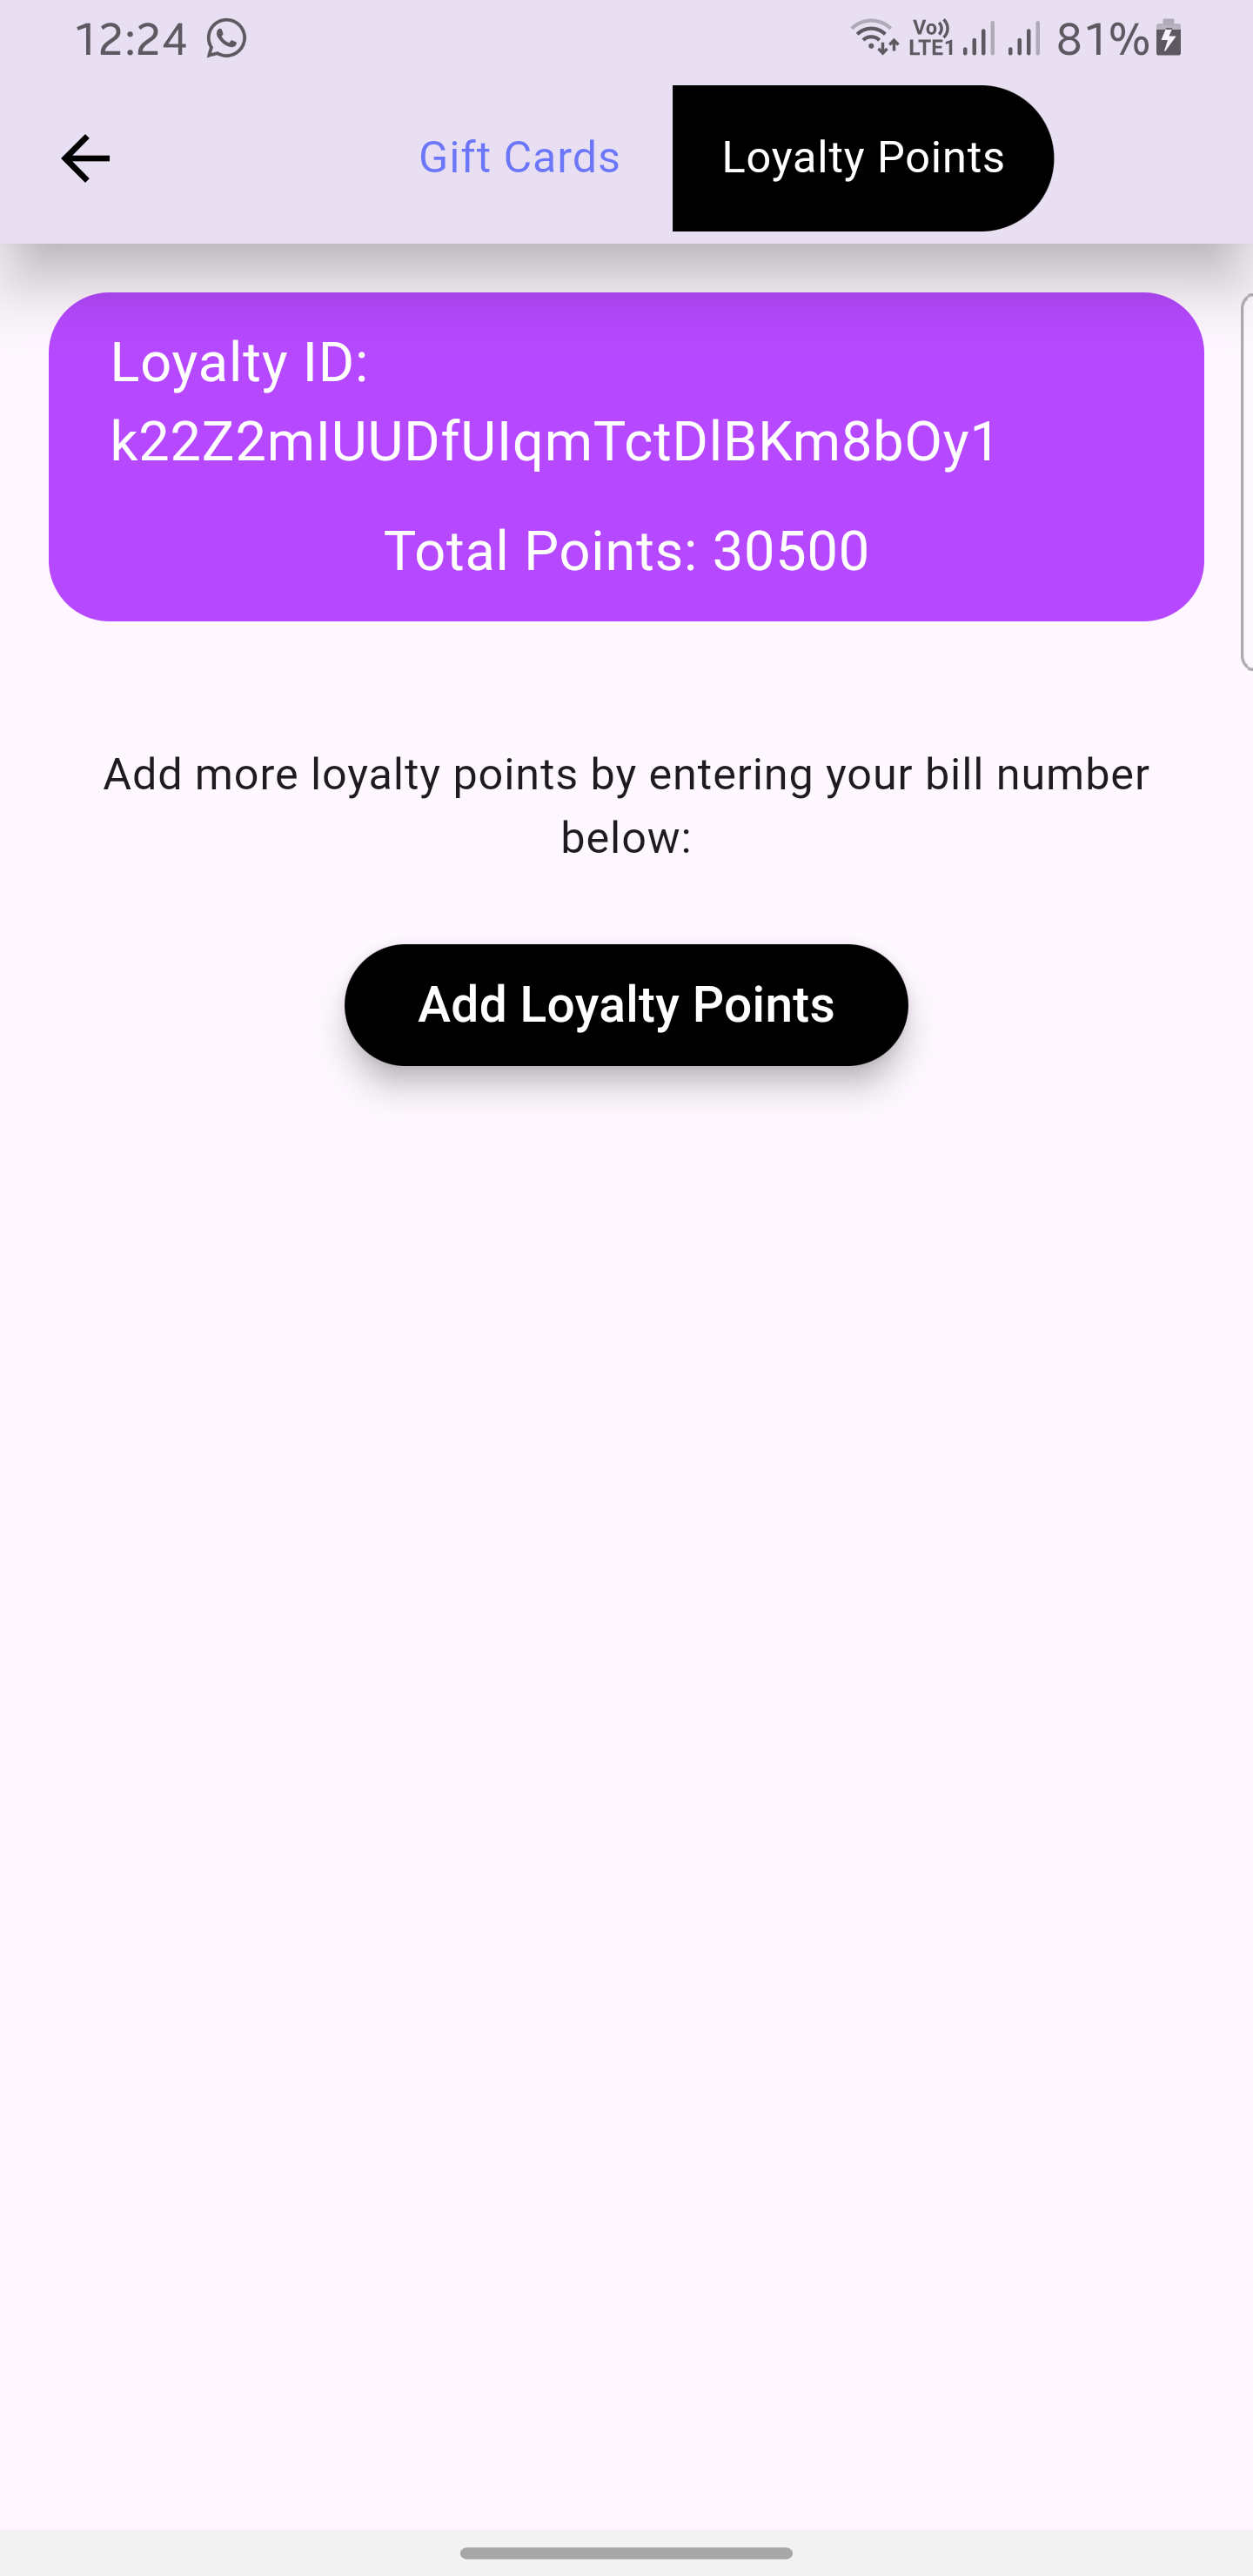 12:24
Vo)) LTE1 81%
Gift Cards
Loyalty Points
Loyalty ID:
k22Z2mIUUDfUIqmTctDlBKm8bOy1
Total Points: 30500
Add more loyalty points by entering your bill number
below:
Add Loyalty Points